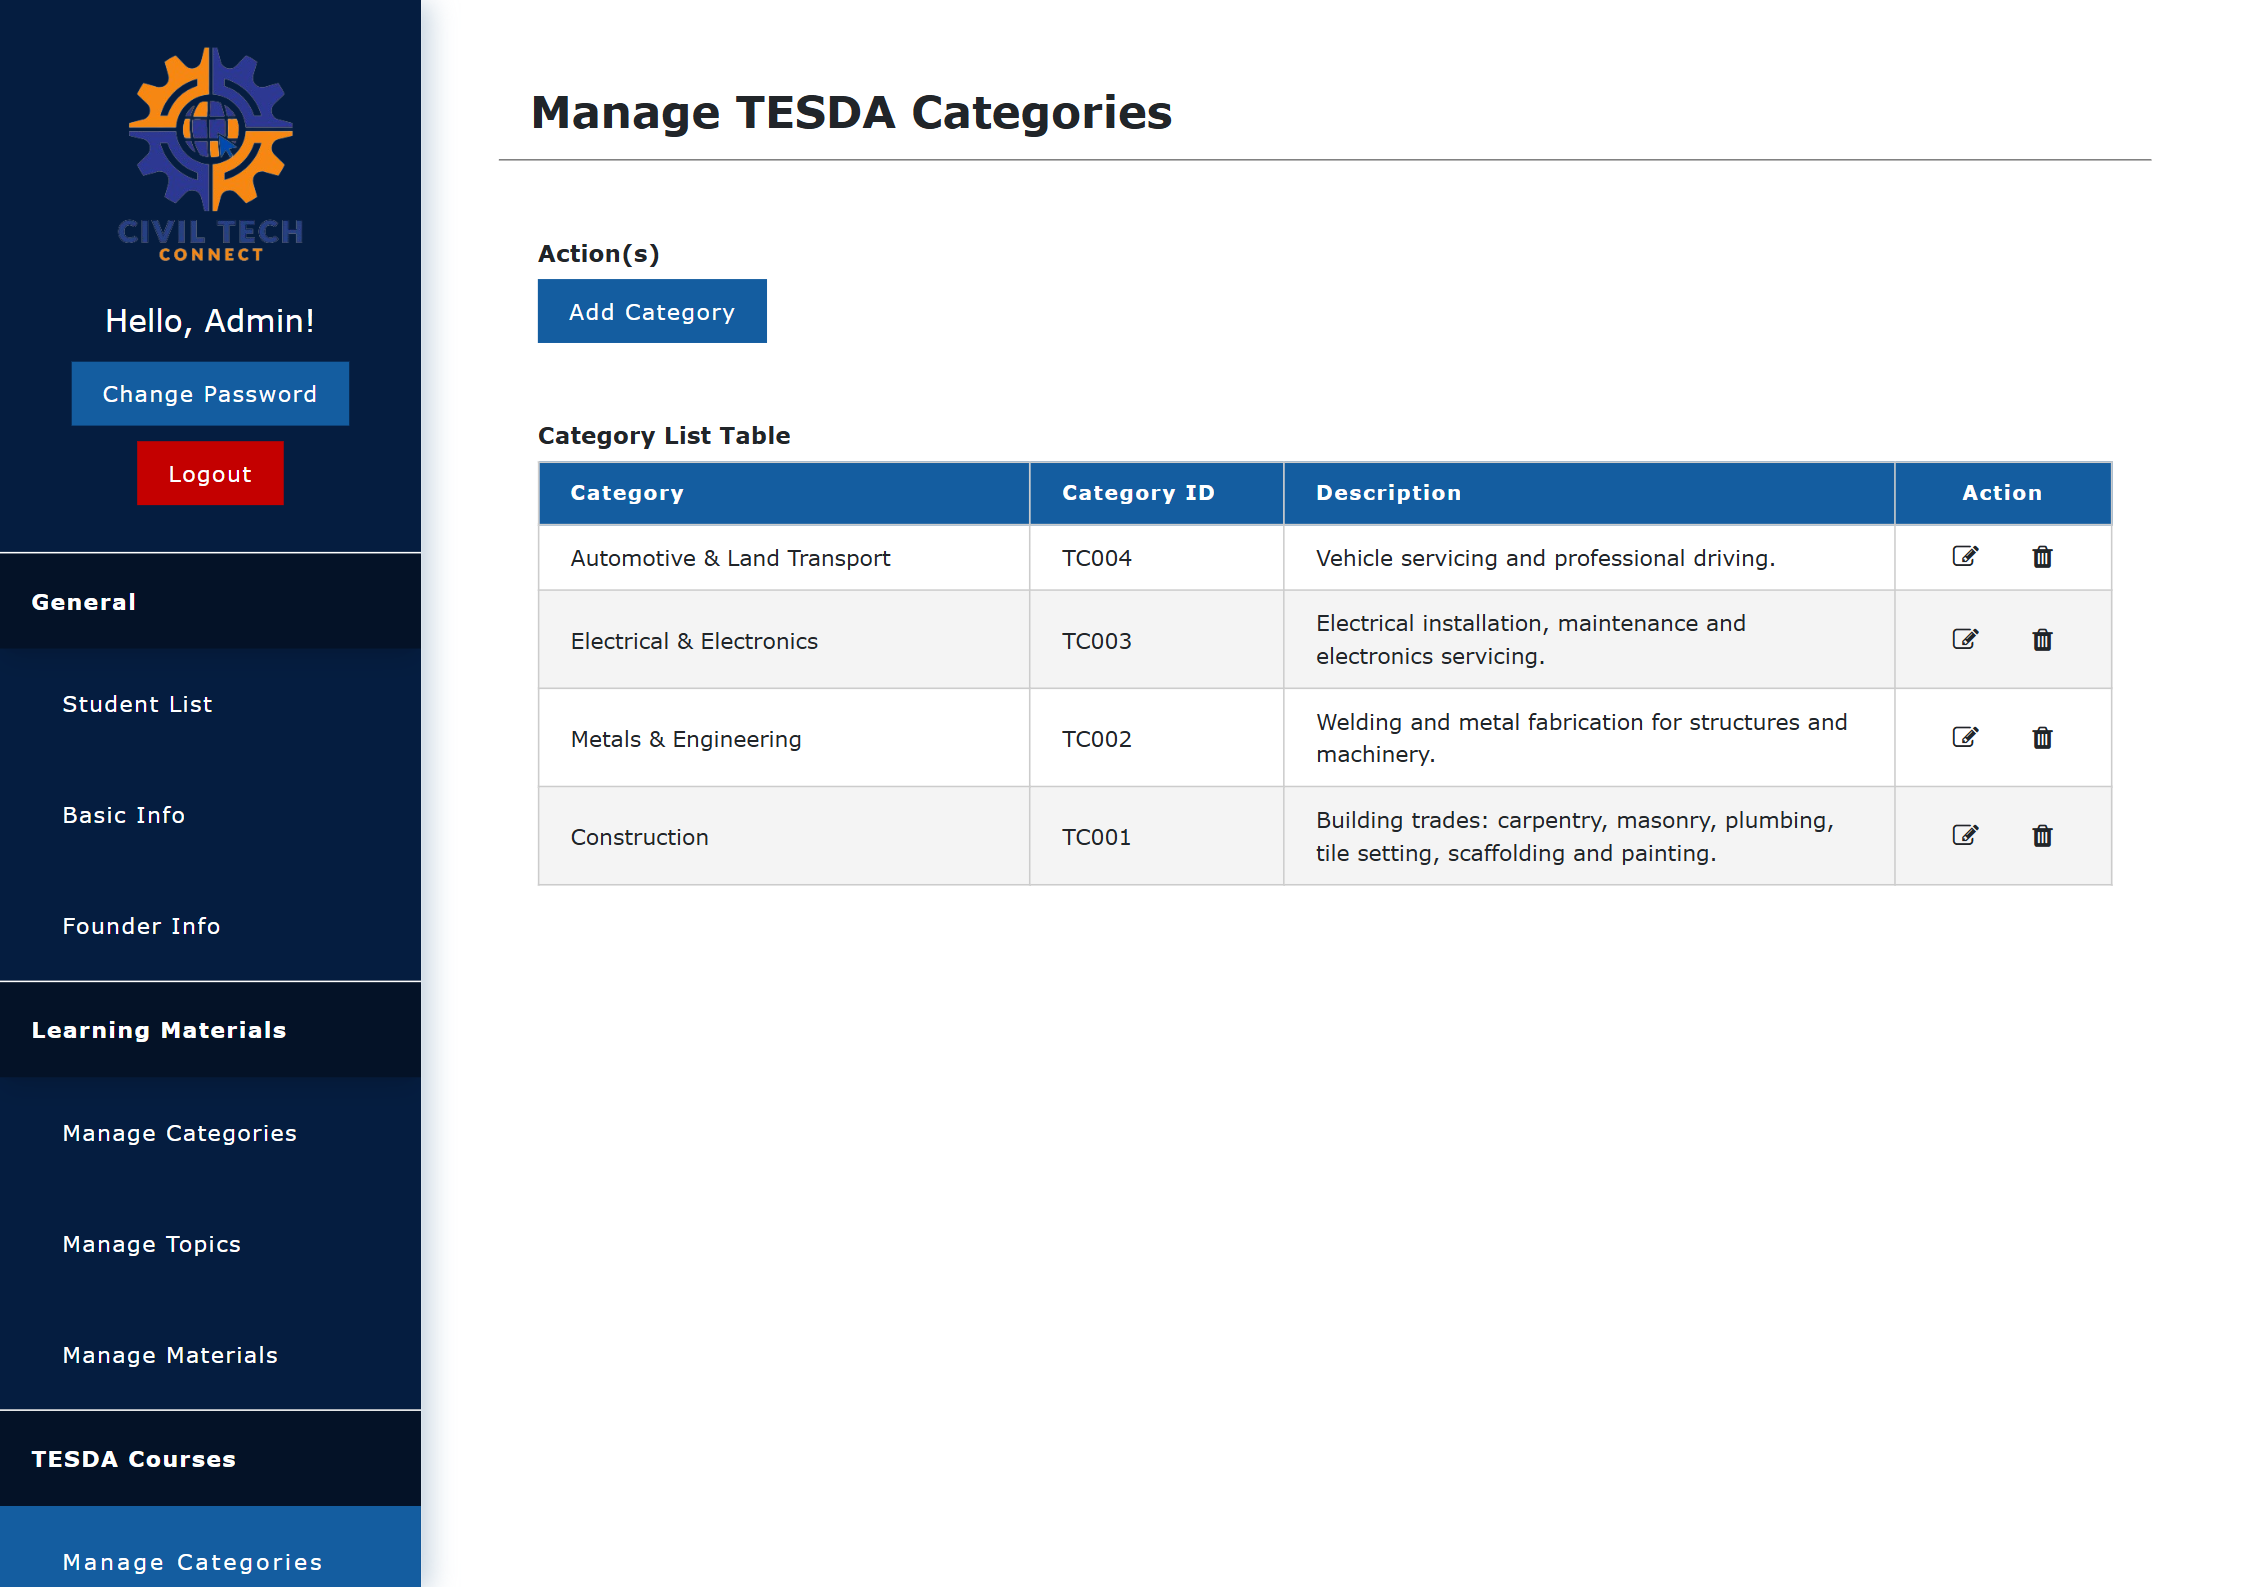 CIVIL TECH
CONNECT
Hello, Admin!
Change Password
Logout
General
Student List
Basic Info
Founder Info
Learning Materials
Manage Categories
Manage Topics
Manage Materials
TESDA Courses
Manage Categories
Manage TESDA Categories
Action(s)
Add Category
Category List Table
Category Category ID Description Action
Automotive & Land Transport TC004 Vehicle servicing and professional driving.
Electrical & Electronics TC003 Electrical installation, maintenance and
electronics servicing.
Metals & Engineering TC002 Welding and metal fabrication for structures and
machinery.
Construction TC001 Building trades: carpentry, masonry, plumbing,
tile setting, scaffolding and painting.